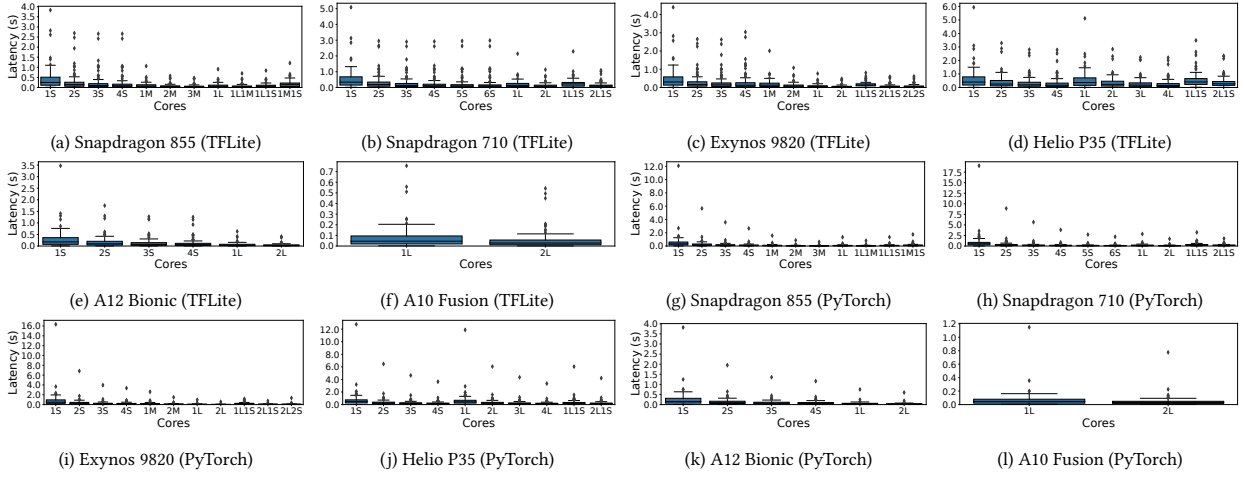 Latency (s)
4.0
3.5
3.0
2.5
2.0
1.5
1.0
0.5
0.0
1S 2S 3S 4S 1M 2M 3M 1L 1L1M 1L1S 1M1S
Cores
(a) Snapdragon 855 (TFLite)
5.0
4.0
3.0
2.0
1.0
0.0
1S 2S 3S 4S 5S 6S 1L 2L 1L1S 2L1S
Cores
(b) Snapdragon 710 (TFLite)
Latency (s)
4.0
3.0
2.0
1.0
0.0
1S 2S 3S 4S 1M 2M 1L 2L 1L1S 2L1S 2L2S
Cores
(c) Exynos 9820 (TFLite)
6.0
5.0
4.0
3.0
2.0
1.0
0.0
1S 2S 3S 4S 1L 2L 3L 4L 1L1S 2L1S
Cores
(d) Helio P35 (TFLite)
Latency (s)
3.5
3.0
2.5
2.0
1.5
1.0
0.5
0.0
1S 2S 3S 4S 1L 2L
Cores
(e) A12 Bionic (TFLite)
0.7
0.6
0.5
0.4
0.3
0.2
0.1
0.0
1L 2L
Cores
(f) A10 Fusion (TFLite)
Latency (s)
12.0
10.0
8.0
6.0
4.0
2.0
0.0
1S 2S 3S 4S 1M 2M 3M 1L 1L1M 1L1S 1M1S
Cores
(g) Snapdragon 855 (PyTorch)
17.5
15.0
12.5
10.0
7.5
5.0
2.5
0.0
1S 2S 3S 4S 5S 6S 1L 2L 1L1S 2L1S
Cores
(h) Snapdragon 710 (PyTorch)
Latency (s)
16.0
14.0
12.0
10.0
8.0
6.0
4.0
2.0
0.0
1S 2S 3S 4S 1M 2M 1L 2L 1L1S 2L1S 2L2S
Cores
(i) Exynos 9820 (PyTorch)
12.0
10.0
8.0
6.0
4.0
2.0
0.0
1S 2S 3S 4S 1L 2L 3L 4L 1L1S 2L1S
Cores
(j) Helio P35 (PyTorch)
Latency (s)
4.0
3.5
3.0
2.5
2.0
1.5
1.0
0.5
0.0
1S 2S 3S 4S 1L 2L
Cores
(k) A12 Bionic (PyTorch)
1.2
1.0
0.8
0.6
0.4
0.2
0.0
1L 2L
Cores
(l) A10 Fusion (PyTorch)